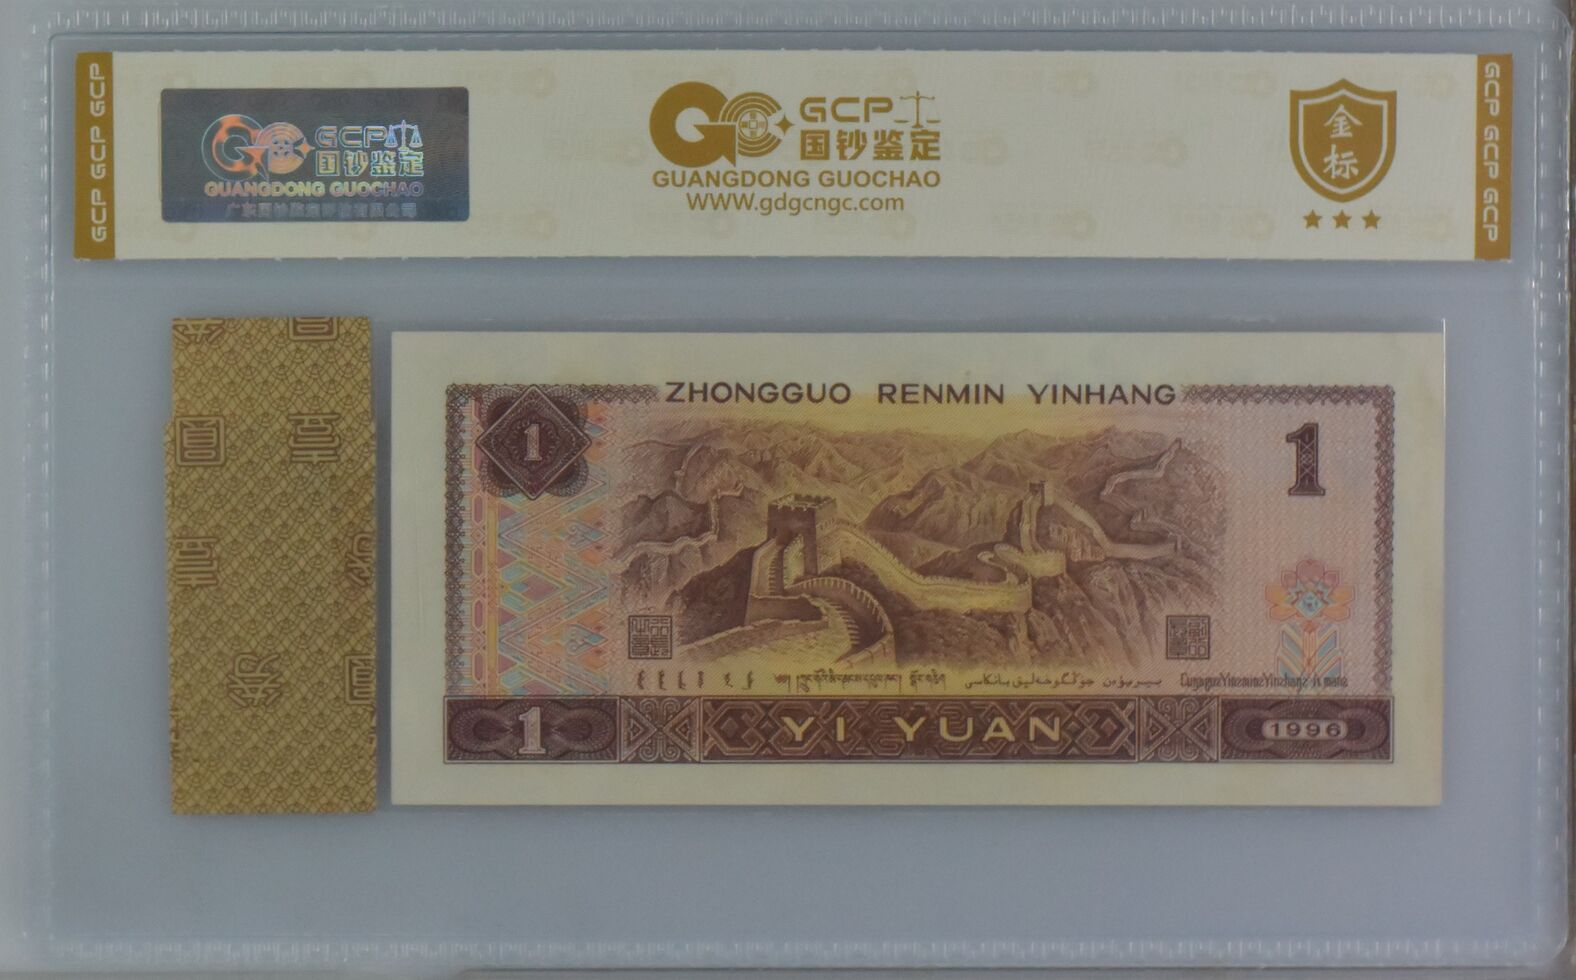 GCP GCP GCP
GCP
国钞鉴定
GUANGDONG GUOCHAO
GCP
国钞鉴定
GUANGDONG GUOCHAO
WWW.gdgcngc.com
金
标
GCP GCP GCP
ZHONGGUO RENMIN YINHANG
1
1
1
YI YUAN
1996